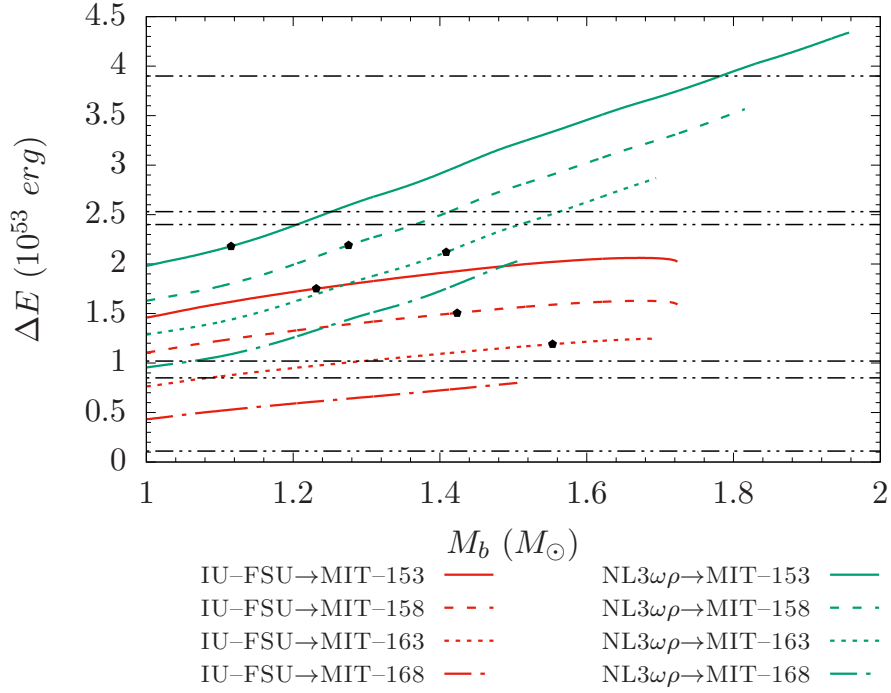 4.5
4
3.5
3
2.5
2
1.5
1
0.5
0
ΔE (10^53 erg)
1 1.2 1.4 1.6 1.8 2
M_b (M_⊙)
IU–FSU→MIT–153 NL3ωρ→MIT–153
IU–FSU→MIT–158 NL3ωρ→MIT–158
IU–FSU→MIT–163 NL3ωρ→MIT–163
IU–FSU→MIT–168 NL3ωρ→MIT–168